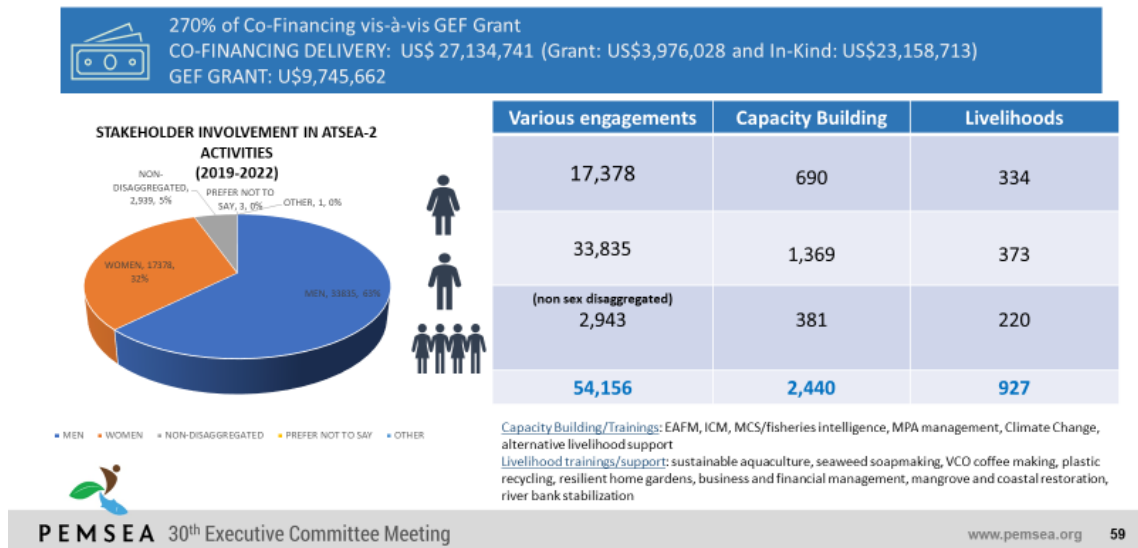 270% of Co-Financing vis-à-vis GEF Grant
CO-FINANCING DELIVERY: US$ 27,134,741 (Grant: US$3,976,028 and In-Kind: US$23,158,713)
GEF GRANT: U$9,745,662
STAKEHOLDER INVOLVEMENT IN ATSEA-2
ACTIVITIES
(2019-2022)
NON-
DISAGGREGATED,
2,939, 5%
PREFER NOT TO
SAY, 3, 0%
OTHER, 1, 0%
WOMEN, 17378,
32%
MEN, 33835, 63%
MEN WOMEN NON-DISAGGREGATED PREFER NOT TO SAY OTHER
Various engagements Capacity Building Livelihoods
17,378 690 334
33,835 1,369 373
(non sex disaggregated)
2,943 381 220
54,156 2,440 927
Capacity Building/Trainings: EAFM, ICM, MCS/fisheries intelligence, MPA management, Climate Change,
alternative livelihood support
Livelihood trainings/support: sustainable aquaculture, seaweed soapmaking, VCO coffee making, plastic
recycling, resilient home gardens, business and financial management, mangrove and coastal restoration,
river bank stabilization
PEMSEA 30th Executive Committee Meeting
www.pemsea.org 59